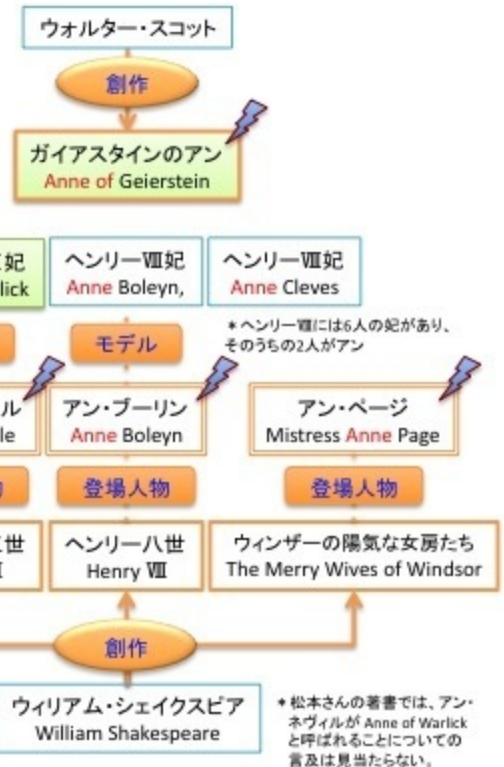 ウォルター・スコット
創作
ガイアスタインのアン
Anne of Geierstein
妃
lick
ヘンリーⅧ妃
Anne Boleyn,
ヘンリーⅧ妃
Anne Cleves
モデル
*ヘンリーⅧには6人の妃があり、
そのうちの2人がアン
ル
le
アン・ブーリン
Anne Boleyn
アン・ページ
Mistress Anne Page
登場人物
登場人物
世
ヘンリー八世
Henry Ⅷ
ウィンザーの陽気な女房たち
The Merry Wives of Windsor
創作
ウィリアム・シェイクスピア
William Shakespeare
*松本さんの著書では、アン・
ネヴィルが Anne of Warlick
と呼ばれることについての
言及は見当たらない。